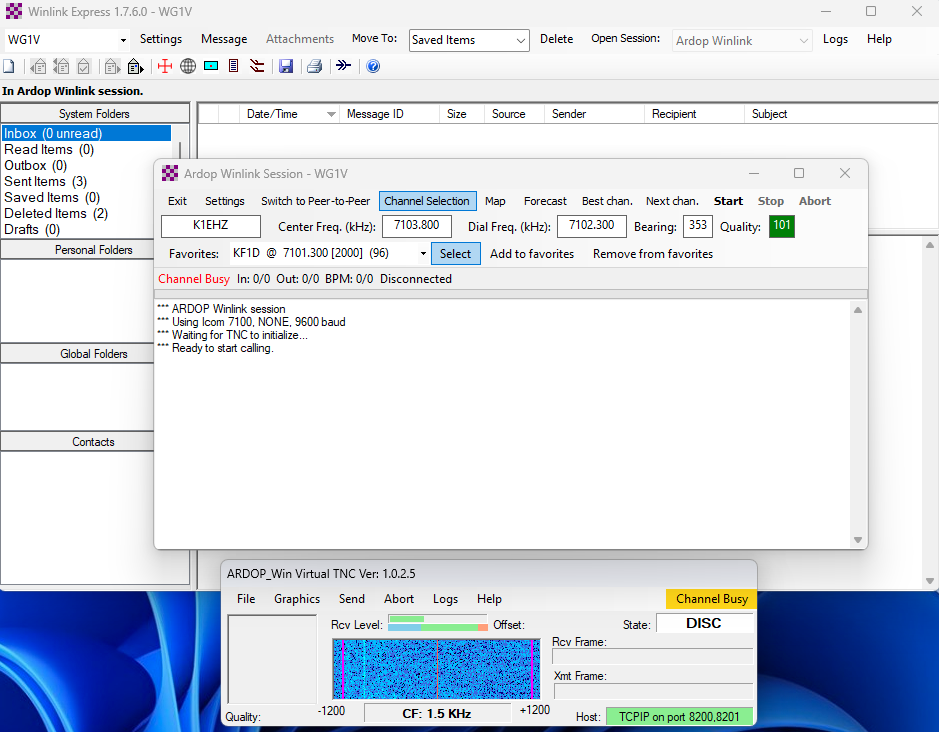 Winlink Express 1.7.6.0 - WG1V
WG1V Settings Message Attachments Move To: Saved Items Delete Open Session: Ardop Winlink Logs Help
In Ardop Winlink session.
System Folders
Inbox (0 unread)
Read Items (0)
Outbox (0)
Sent Items (3)
Saved Items (0)
Deleted Items (2)
Drafts (0)
Personal Folders
Global Folders
Contacts
Date/Time Message ID Size Source Sender Recipient Subject
Ardop Winlink Session - WG1V
Exit Settings Switch to Peer-to-Peer Channel Selection Map Forecast Best chan. Next chan. Start Stop Abort
K1EHZ Center Freq. (kHz): 7103.800 Dial Freq. (kHz): 7102.300 Bearing: 353 Quality: 101
Favorites: KF1D @ 7101.300 [2000] (96) Select Add to favorites Remove from favorites
Channel Busy In: 0/0 Out: 0/0 BPM: 0/0 Disconnected
*** ARDOP Winlink session
*** Using Icom 7100, NONE, 9600 baud
*** Waiting for TNC to initialize...
*** Ready to start calling.
ARDOP_Win Virtual TNC Ver: 1.0.2.5
File Graphics Send Abort Logs Help Channel Busy
Rcv Level: Offset: State: DISC
Rcv Frame:
Xmt Frame:
Quality: -1200 CF: 1.5 KHz +1200 Host: TCPIP on port 8200,8201